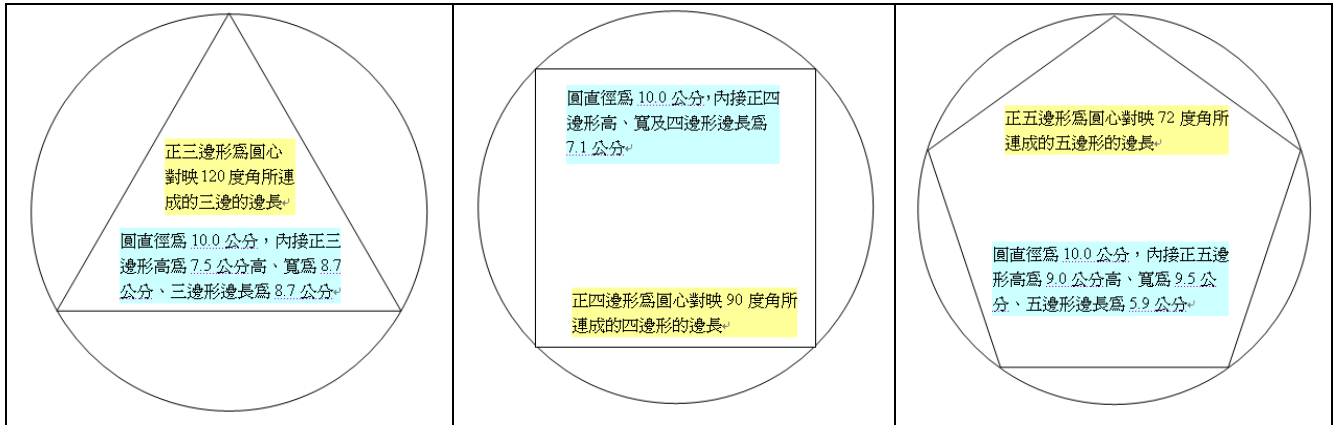 正三邊形爲圓心
對映 120 度角所連
成的三邊的邊長
圓直徑爲 10.0 公分，內接正三
邊形高爲 7.5 公分高、寬爲 8.7
公分、三邊形邊長爲 8.7 公分
圓直徑爲 10.0 公分，內接正四
邊形高、寬及四邊形邊長爲
7.1 公分
正四邊形爲圓心對映 90 度角所
連成的四邊形的邊長
正五邊形爲圓心對映 72 度角所
連成的五邊形的邊長
圓直徑爲 10.0 公分，內接正五邊
形高爲 9.0 公分高、寬爲 9.5 公
分、五邊形邊長爲 5.9 公分